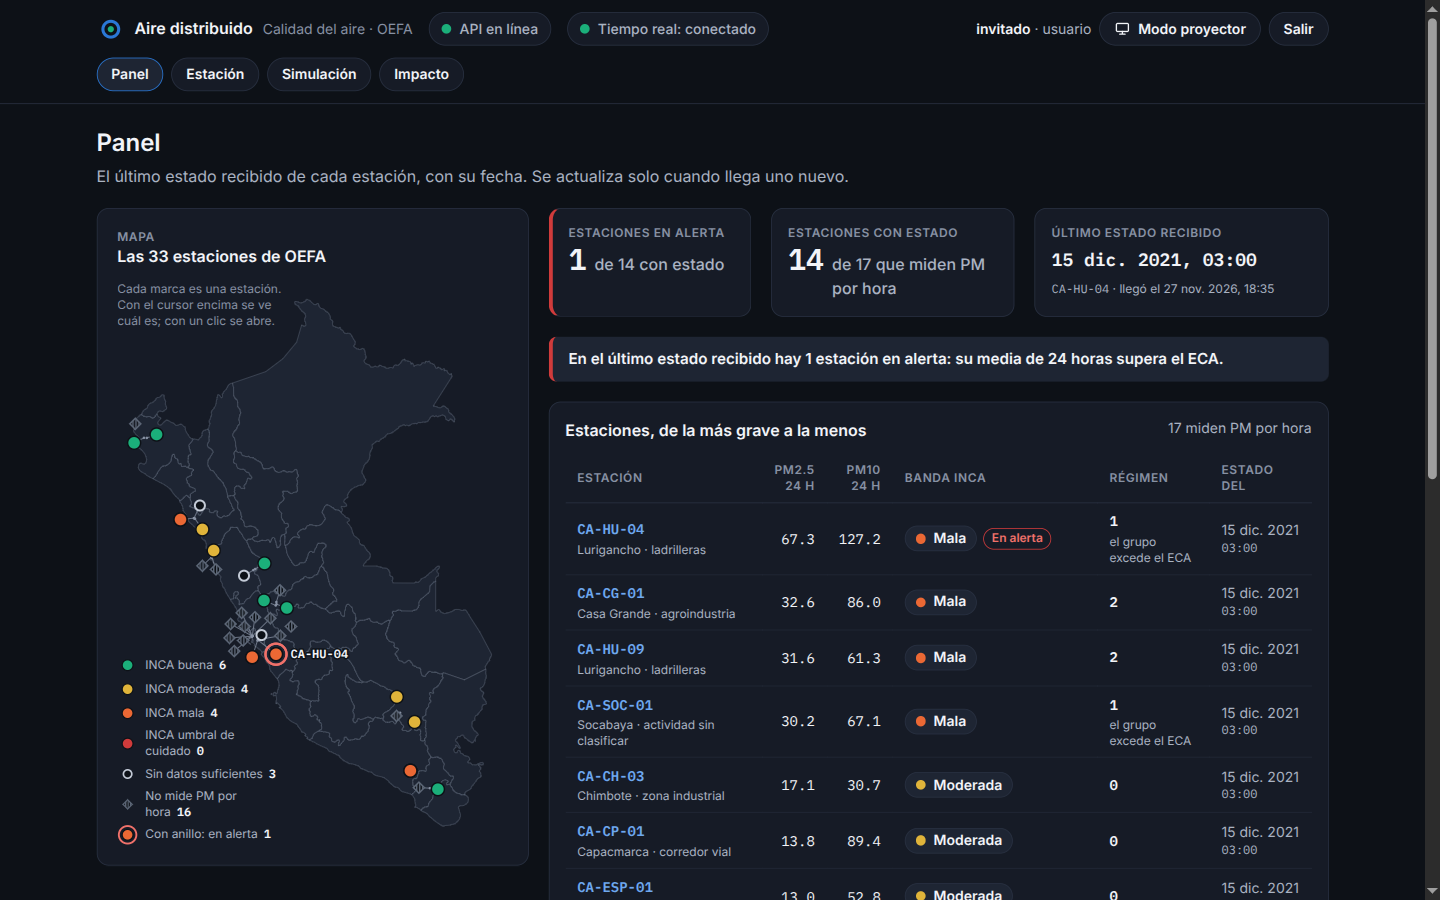 Aire distribuido Calidad del aire · OEFA API en línea Tiempo real: conectado invitado · usuario Modo proyector Salir
Panel Estación Simulación Impacto
Panel
El último estado recibido de cada estación, con su fecha. Se actualiza solo cuando llega uno nuevo.
MAPA
Las 33 estaciones de OEFA
Cada marca es una estación.
Con el cursor encima se ve
cuál es; con un clic se abre.
CA-HU-04
INCA buena 6
INCA moderada 4
INCA mala 4
INCA umbral de
cuidado 0
Sin datos suficientes 3
No mide PM por
hora 16
Con anillo: en alerta 1
ESTACIONES EN ALERTA
1 de 14 con estado
ESTACIONES CON ESTADO
14 de 17 que miden PM
por hora
ÚLTIMO ESTADO RECIBIDO
15 dic. 2021, 03:00
CA-HU-04 · llegó el 27 nov. 2026, 18:35
En el último estado recibido hay 1 estación en alerta: su media de 24 horas supera el ECA.
Estaciones, de la más grave a la menos 17 miden PM por hora
ESTACIÓN PM2.5 24 H PM10 24 H BANDA INCA RÉGIMEN ESTADO DEL
CA-HU-04 67.3 127.2 Mala En alerta 1 15 dic. 2021
Lurigancho · ladrilleras el grupo excede el ECA 03:00
CA-CG-01 32.6 86.0 Mala 2 15 dic. 2021
Casa Grande · agroindustria 03:00
CA-HU-09 31.6 61.3 Mala 2 15 dic. 2021
Lurigancho · ladrilleras 03:00
CA-SOC-01 30.2 67.1 Mala 1 15 dic. 2021
Socabaya · actividad sin clasificar el grupo excede el ECA 03:00
CA-CH-03 17.1 30.7 Moderada 0 15 dic. 2021
Chimbote · zona industrial 03:00
CA-CP-01 13.8 89.4 Moderada 0 15 dic. 2021
Capacmarca · corredor vial 03:00
CA-ESP-01 13.0 52.8 Moderada 0 15 dic. 2021